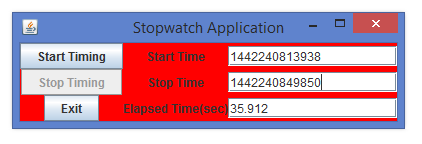 Stopwatch Application
Start Timing Start Time 1442240813938
Stop Timing Stop Time 1442240849850
Exit Elapsed Time(sec) 35.912